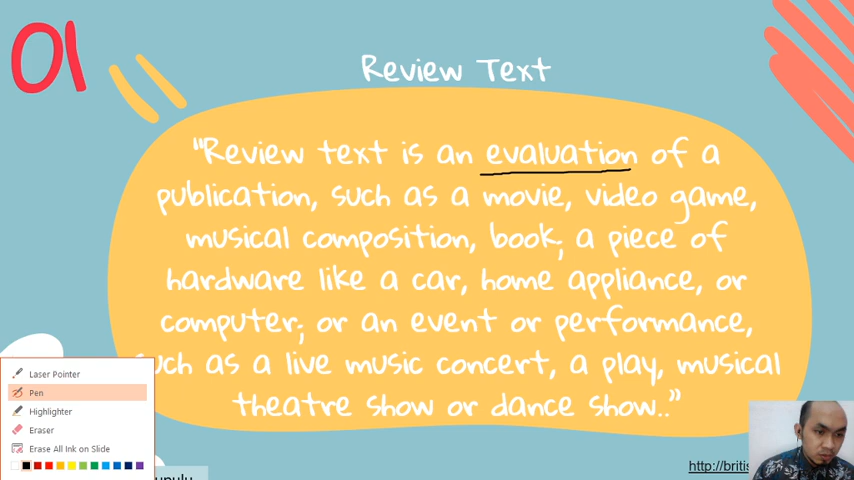 01
Review Text
"Review text is an evaluation of a
publication, such as a movie, video game,
musical composition, book; a piece of
hardware like a car, home appliance, or
computer; or an event or performance,
such as a live music concert, a play, musical
theatre show or dance show.."
Laser Pointer
Pen
Highlighter
Eraser
Erase All Ink on Slide
http://britis